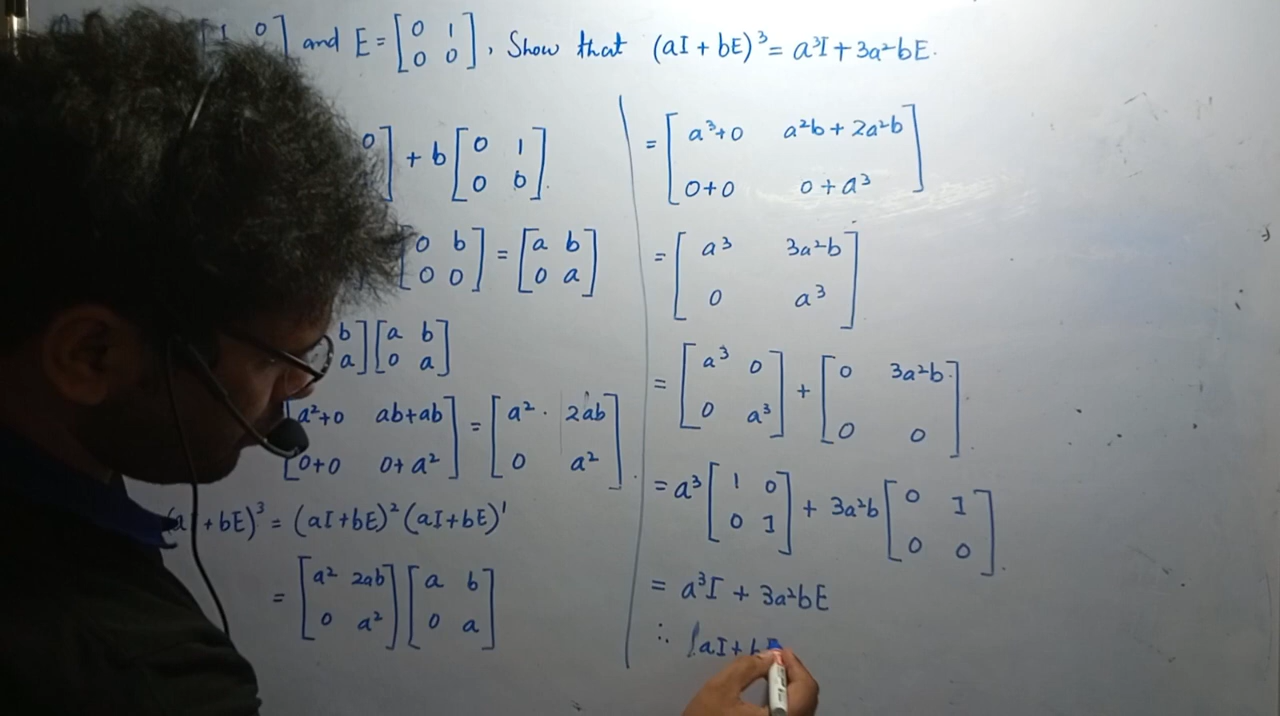 1 0] and E = [0 1
0 0], Show that (aI + bE)³ = a³I + 3a²bE.
0] + b [0 1
0 0].
[0 b
0 0] = [a b
0 a]
b
a] [a b
0 a]
[a²+0 ab+ab
0+0 0+a²] = [a² · 2ab
0 a²].
(aI + bE)³ = (aI+bE)² (aI+bE)¹
= [a² 2ab
0 a²] [a b
0 a]
= [a³+0 a²b + 2a²b
0+0 0 + a³]
= [a³ 3a²b
0 a³]
= [a³ 0
0 a³] + [0 3a²b
0 0].
= a³ [1 0
0 1] + 3a²b [0 1
0 0].
= a³I + 3a²bE
∴ (aI + b